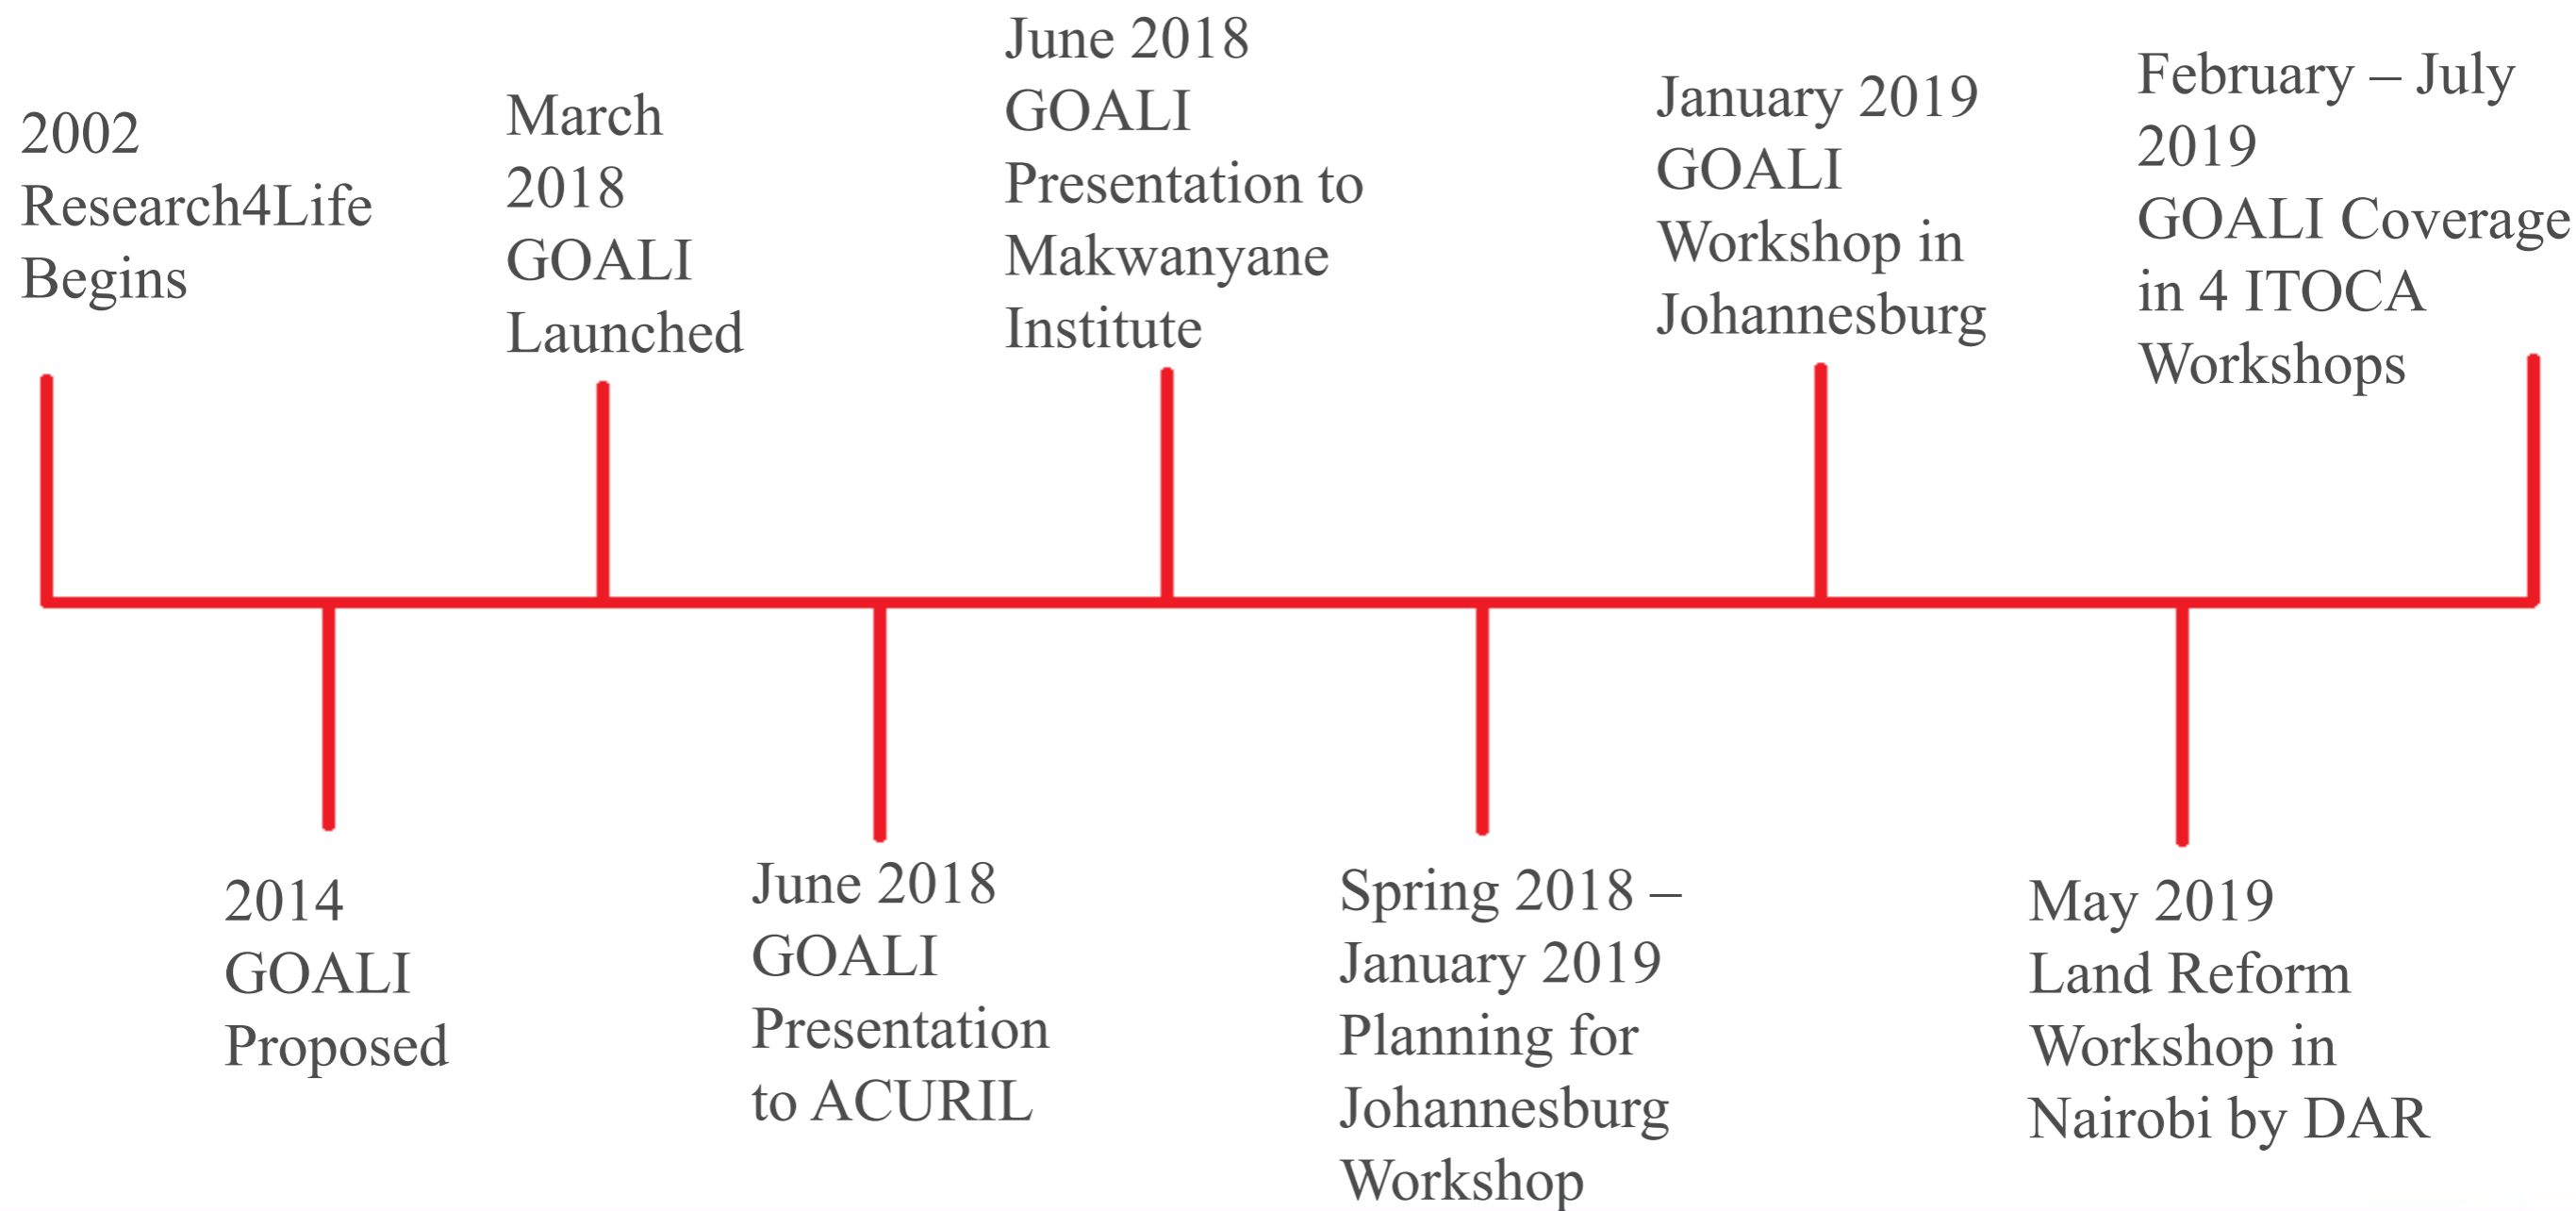 2002
Research4Life
Begins
2014
GOALI
Proposed
March
2018
GOALI
Launched
June 2018
GOALI
Presentation
to ACURIL
June 2018
GOALI
Presentation to
Makwanyane
Institute
Spring 2018 –
January 2019
Planning for
Johannesburg
Workshop
January 2019
GOALI
Workshop in
Johannesburg
May 2019
Land Reform
Workshop in
Nairobi by DAR
February – July
2019
GOALI Coverage
in 4 ITOCA
Workshops